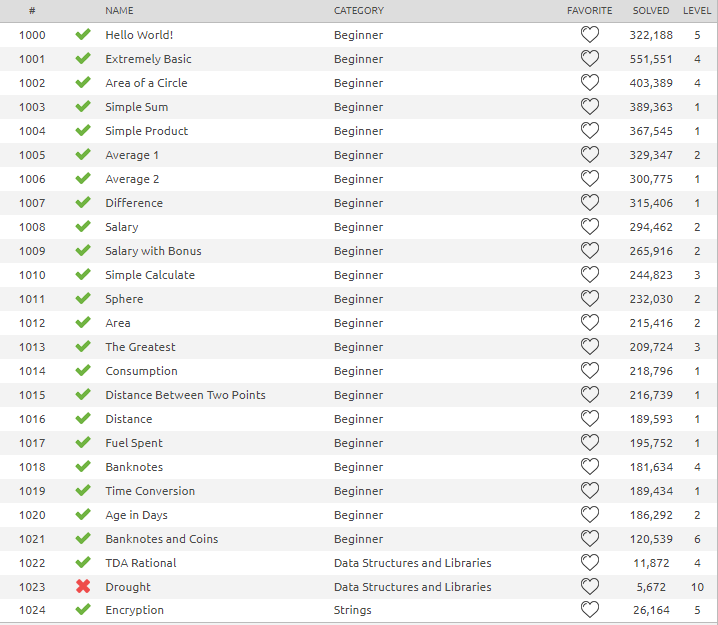 # NAME CATEGORY FAVORITE SOLVED LEVEL
1000 Hello World! Beginner 322,188 5
1001 Extremely Basic Beginner 551,551 4
1002 Area of a Circle Beginner 403,389 4
1003 Simple Sum Beginner 389,363 1
1004 Simple Product Beginner 367,545 1
1005 Average 1 Beginner 329,347 2
1006 Average 2 Beginner 300,775 1
1007 Difference Beginner 315,406 1
1008 Salary Beginner 294,462 2
1009 Salary with Bonus Beginner 265,916 2
1010 Simple Calculate Beginner 244,823 3
1011 Sphere Beginner 232,030 2
1012 Area Beginner 215,416 2
1013 The Greatest Beginner 209,724 3
1014 Consumption Beginner 218,796 1
1015 Distance Between Two Points Beginner 216,739 1
1016 Distance Beginner 189,593 1
1017 Fuel Spent Beginner 195,752 1
1018 Banknotes Beginner 181,634 4
1019 Time Conversion Beginner 189,434 1
1020 Age in Days Beginner 186,292 2
1021 Banknotes and Coins Beginner 120,539 6
1022 TDA Rational Data Structures and Libraries 11,872 4
1023 Drought Data Structures and Libraries 5,672 10
1024 Encryption Strings 26,164 5